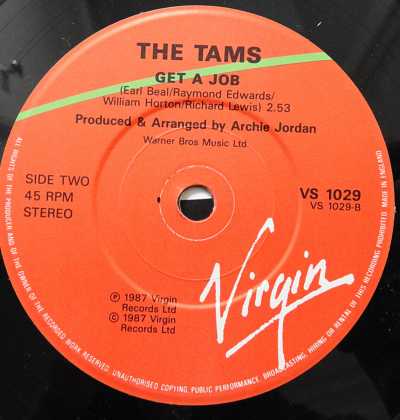 THE TAMS
GET A JOB
(Earl Beal/Raymond Edwards/
William Horton/Richard Lewis) 2.53
Produced & Arranged by Archie Jordan
Warner Bros Music Ltd.
SIDE TWO
45 RPM
STEREO
VS 1029
VS 1029-B
Virgin
℗ 1987 Virgin
Records Ltd
© 1987 Virgin
Records Ltd
ALL RIGHTS OF THE PRODUCER AND OF THE OWNER OF THE RECORDED WORK RESERVED. UNAUTHORISED COPYING, PUBLIC PERFORMANCE, BROADCASTING, HIRING OR RENTAL OF THIS RECORDING PROHIBITED. MADE IN ENGLAND